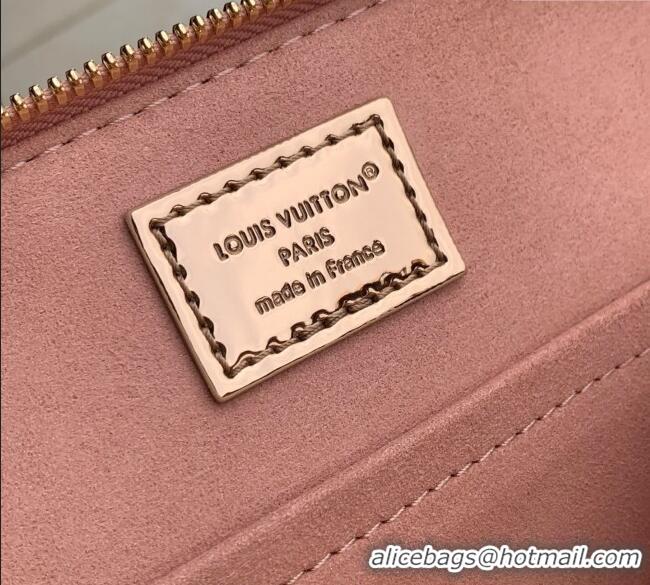 LOUIS VUITTON®
PARIS
made in France
alicebags@hotmail.com